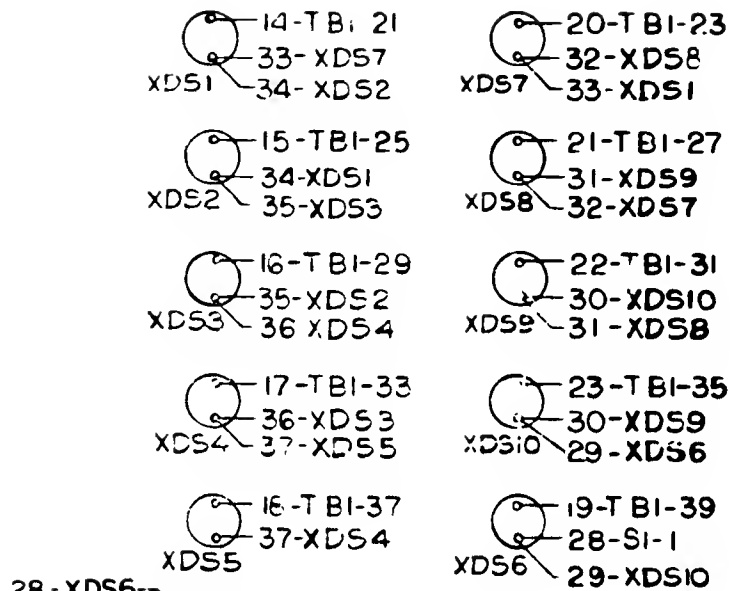 14-TB1 21
33-XDS7
XDS1
34-XDS2
20-TB1-23
32-XDS8
XDS7
33-XDS1
15-TB1-25
34-XDS1
XDS2
35-XDS3
21-TB1-27
31-XDS9
XDS8
32-XDS7
16-TB1-29
35-XDS2
XDS3
36 XDS4
22-TB1-31
30-XDS10
XDS9
31-XDS8
17-TB1-33
36-XDS3
XDS4
37-XDS5
23-TB1-35
30-XDS9
XDS10
29-XDS6
18-TB1-37
37-XDS4
XDS5
19-TB1-39
28-S1-1
XDS6
29-XDS10
28-XDS6